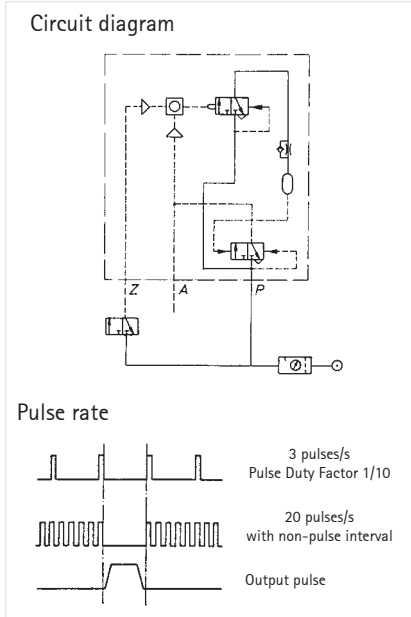 Circuit diagram
Z
A
P
Pulse rate
3 pulses/s
Pulse Duty Factor 1/10
20 pulses/s
with non-pulse interval
Output pulse